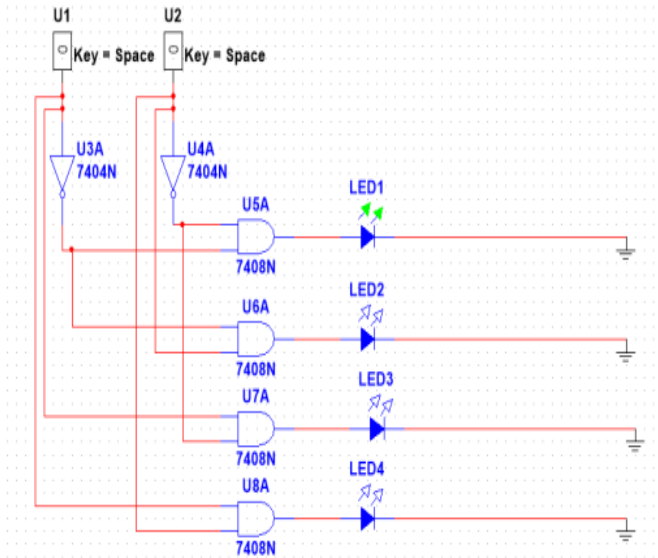 U1
U2
Key = Space
Key = Space
U3A
7404N
U4A
7404N
U5A
7408N
LED1
U6A
7408N
LED2
U7A
7408N
LED3
U8A
7408N
LED4